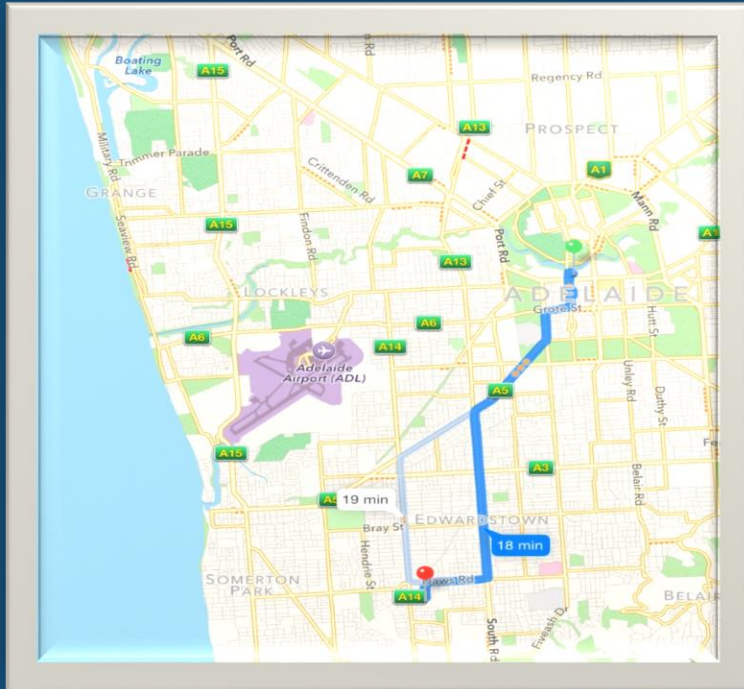 Boating
Lake
A15
Port Rd
Rd
Regency Rd
A13
PROSPECT
Military Rd
Trimmer Parade
Crittenden Rd
A7
A1
GRANGE
Chief St
Mann Rd
Seaview Rd
A15
Findon Rd
Port Rd
A1
A13
LOCKLEYS
ADELAIDE
Grote St
Hutt St
A6
A6
A14
Adelaide
Airport (ADL)
Unley Rd
Duthy St
A5
Fe
A15
A3
Belair Rd
A5
19 min
Bray St
EDWARDSTOWN
18 min
Hendrie St
SOMERTON
PARK
Daws Rd
A14
BELAIR
South Rd
Fiveash Dr